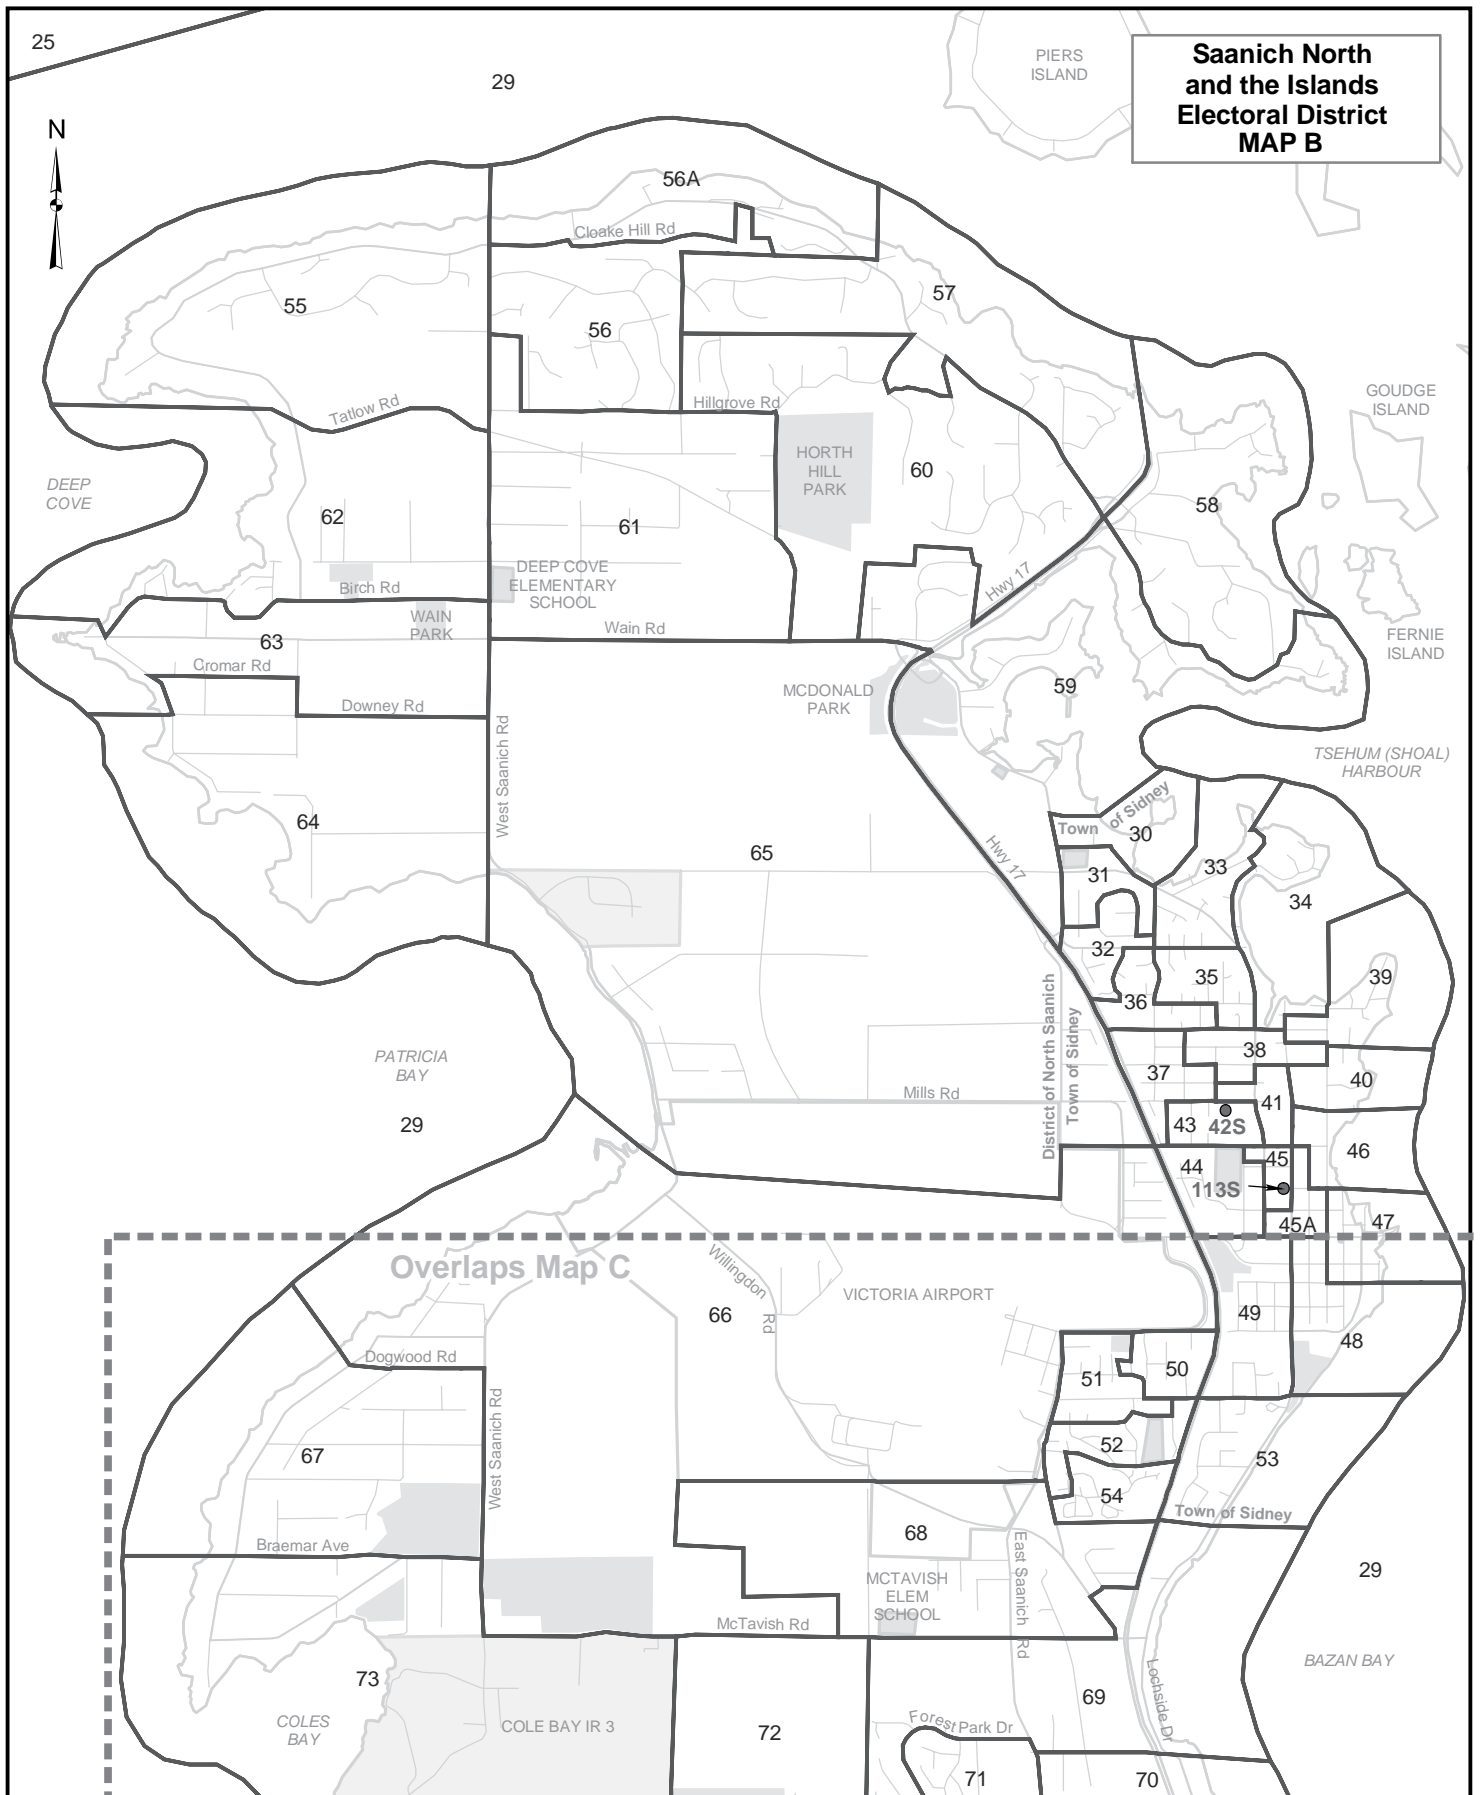 25
29
PIERS
ISLAND
Saanich North
and the Islands
Electoral District
MAP B
N
56A
Cloake Hill Rd
55
57
56
Tatlow Rd
Hillgrove Rd
GOUDGE
ISLAND
HORTH
HILL
PARK
60
DEEP
COVE
62
61
58
Hwy 17
DEEP COVE
ELEMENTARY
SCHOOL
Birch Rd
WAIN
PARK
Wain Rd
63
FERNIE
ISLAND
Cromar Rd
MCDONALD
PARK
59
Downey Rd
West Saanich Rd
TSEHUM (SHOAL)
HARBOUR
Town of Sidney
30
64
65
Hwy 17
31
33
34
32
35
39
36
District of North Saanich
Town of Sidney
38
PATRICIA
BAY
37
40
Mills Rd
41
29
43
42S
46
44
45
113S
45A
47
Overlaps Map C
Willingdon
Rd
VICTORIA AIRPORT
66
49
48
Dogwood Rd
51
50
West Saanich Rd
67
52
53
54
Town of Sidney
Braemar Ave
68
East Saanich
Rd
29
MCTAVISH
ELEM
SCHOOL
McTavish Rd
BAZAN BAY
73
Lochside Dr
69
COLES
BAY
COLE BAY IR 3
72
Forest Park Dr
71
70